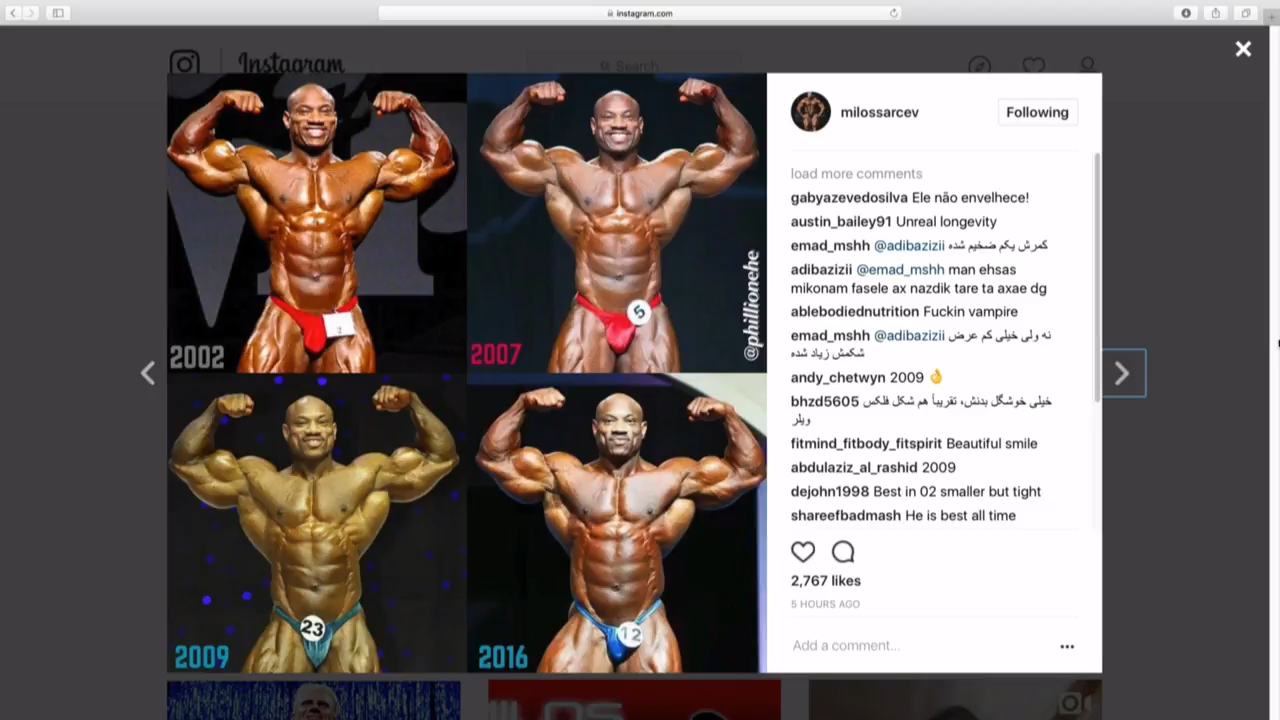 instagram.com
Instagram
Search
2002
2007
@phillionehe
2
5
2009
2016
23
12
milossarcev
Following
load more comments
gabyazevedosilva Ele não envelhece!
austin_bailey91 Unreal longevity
emad_mshh @adibazizii کمرش یکم ضخیم شده
adibazizii @emad_mshh man ehsas
mikonam fasele ax nazdik tare ta axae dg
ablebodiednutrition Fuckin vampire
emad_mshh @adibazizii نه ولی خیلی کم عرض
شکمش زیاد شده
andy_chetwyn 2009 👌
bhzd5605 خیلی خوشگل بدنش، تقریباً هم شکل فلکس
ویلر
fitmind_fitbody_fitspirit Beautiful smile
abdulaziz_al_rashid 2009
dejohn1998 Best in 02 smaller but tight
shareefbadmash He is best all time
2,767 likes
5 HOURS AGO
Add a comment...